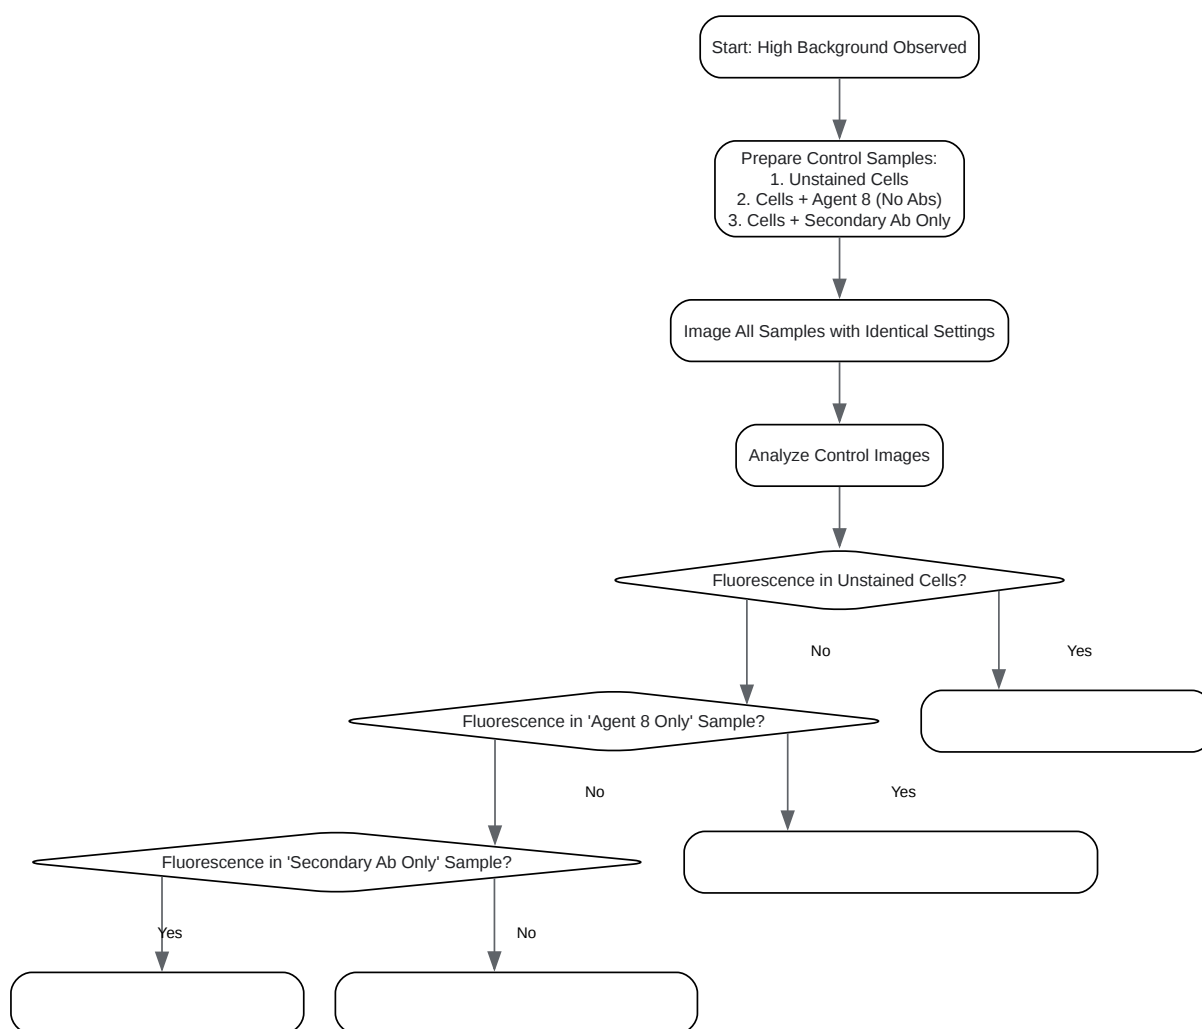 Start: High Background Observed
Prepare Control Samples:
1. Unstained Cells
2. Cells + Agent 8 (No Abs)
3. Cells + Secondary Ab Only
Image All Samples with Identical Settings
Analyze Control Images
Fluorescence in Unstained Cells?
No
Yes
Fluorescence in 'Agent 8 Only' Sample?
No
Yes
Fluorescence in 'Secondary Ab Only' Sample?
Yes
No